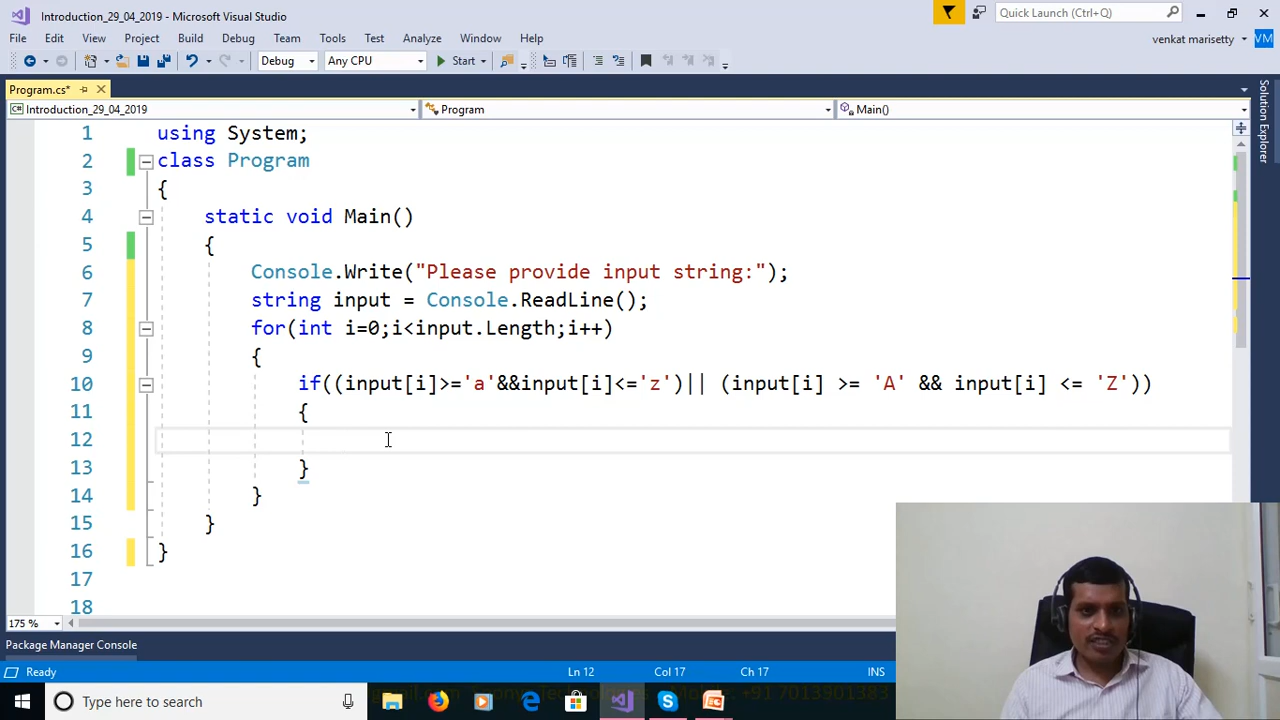 Introduction_29_04_2019 - Microsoft Visual Studio
Quick Launch (Ctrl+Q)
File Edit View Project Build Debug Team Tools Test Analyze Window Help
venkat marisetty VM
Debug Any CPU Start
Program.cs*
Introduction_29_04_2019 Program Main()
Solution Explorer
1 using System;
2 class Program
3 {
4 static void Main()
5 {
6 Console.Write("Please provide input string:");
7 string input = Console.ReadLine();
8 for(int i=0;i<input.Length;i++)
9 {
10 if((input[i]>='a'&&input[i]<='z')|| (input[i] >= 'A' && input[i] <= 'Z'))
11 {
12
13 }
14 }
15 }
16 }
17
18
175 %
Package Manager Console
Ready Ln 12 Col 17 Ch 17 INS
Type here to search